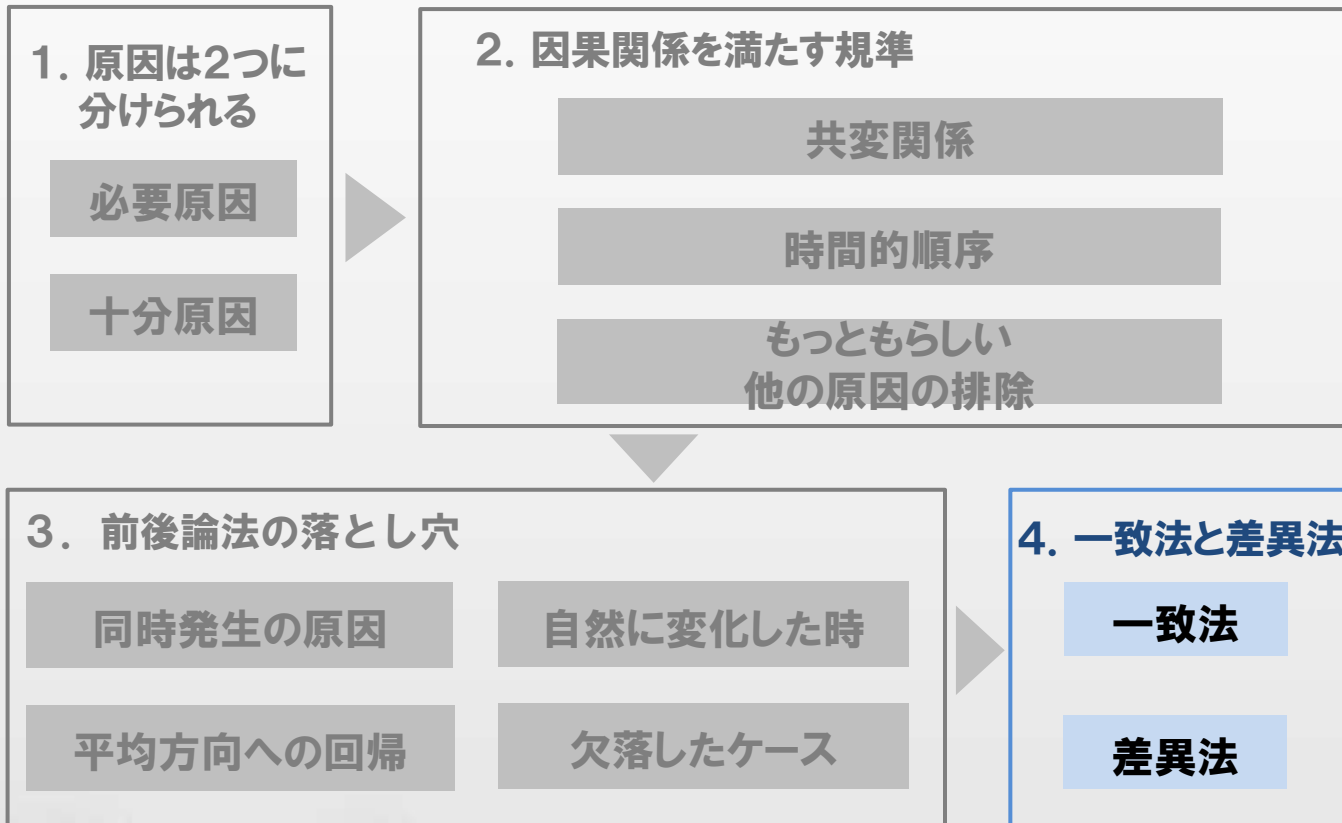 1. 原因は2つに
分けられる
必要原因
十分原因
2. 因果関係を満たす規準
共変関係
時間的順序
もっともらしい
他の原因の排除
3. 前後論法の落とし穴
同時発生の原因
自然に変化した時
平均方向への回帰
欠落したケース
4. 一致法と差異法
一致法
差異法